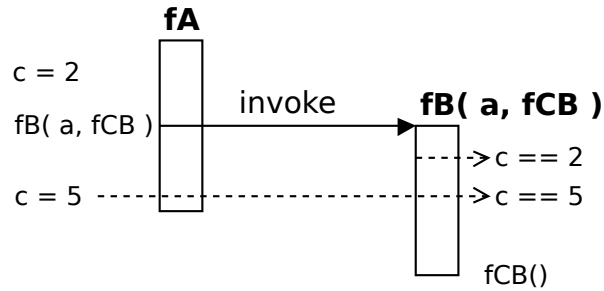 fA
c = 2
invoke
fB( a, fCB )
fB( a, fCB )
c == 2
c = 5
c == 5
fCB()